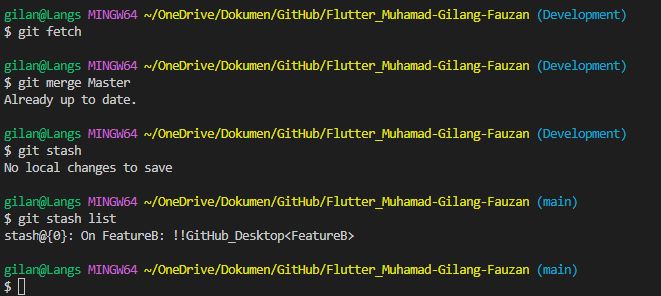 gilan@Langs MINGW64 ~/OneDrive/Dokumen/GitHub/Flutter_Muhamad-Gilang-Fauzan (Development)
$ git fetch
gilan@Langs MINGW64 ~/OneDrive/Dokumen/GitHub/Flutter_Muhamad-Gilang-Fauzan (Development)
$ git merge Master
Already up to date.
gilan@Langs MINGW64 ~/OneDrive/Dokumen/GitHub/Flutter_Muhamad-Gilang-Fauzan (Development)
$ git stash
No local changes to save
gilan@Langs MINGW64 ~/OneDrive/Dokumen/GitHub/Flutter_Muhamad-Gilang-Fauzan (main)
$ git stash list
stash@{0}: On FeatureB: !!GitHub_Desktop<FeatureB>
gilan@Langs MINGW64 ~/OneDrive/Dokumen/GitHub/Flutter_Muhamad-Gilang-Fauzan (main)
$